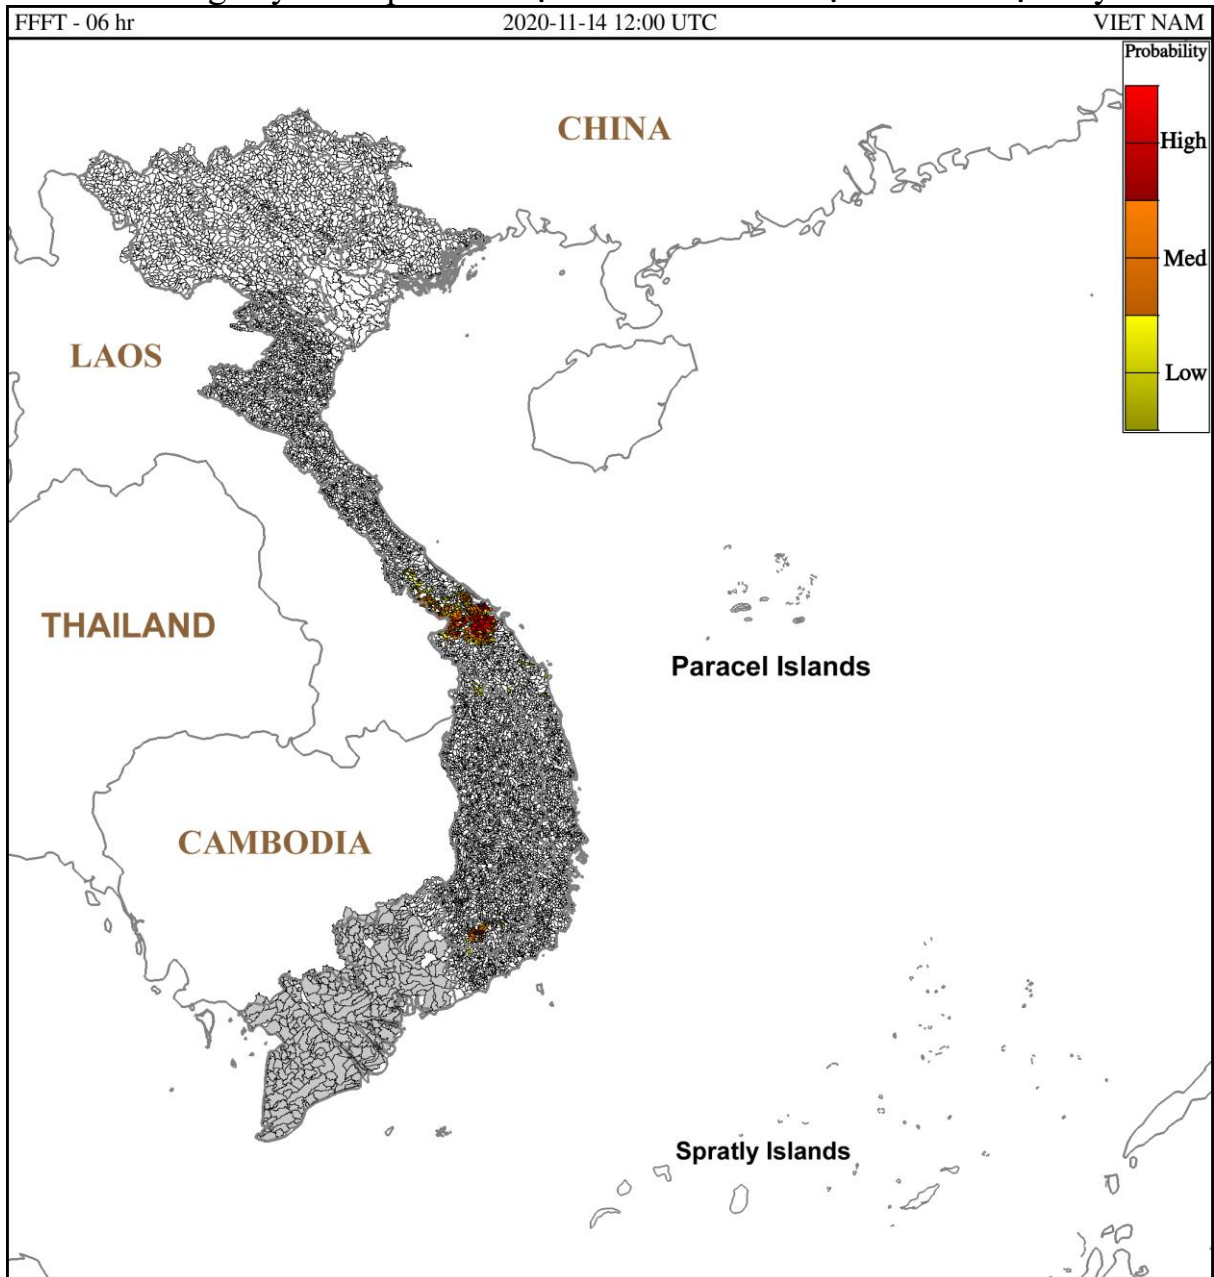 FFFT - 06 hr 2020-11-14 12:00 UTC VIET NAM
Probability
CHINA
High
Med
LAOS
Low
THAILAND
Paracel Islands
CAMBODIA
Spratly Islands